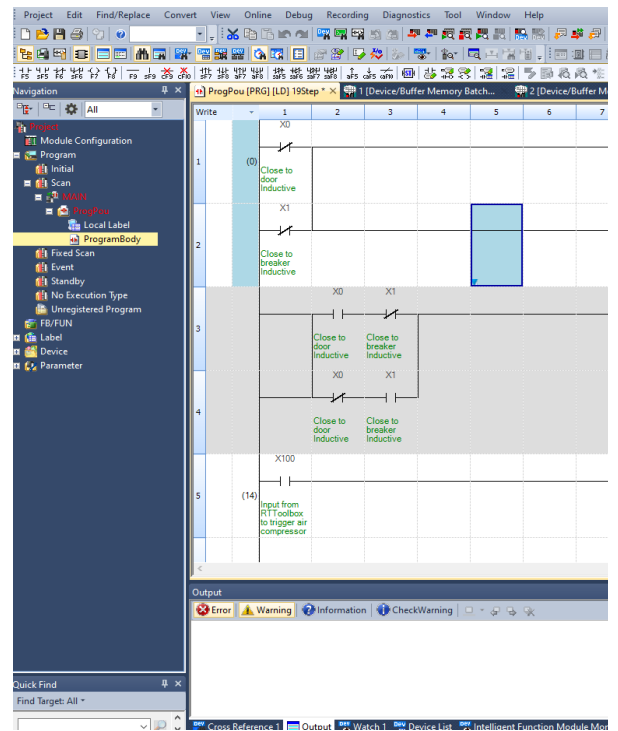 Project Edit Find/Replace Convert View Online Debug Recording Diagnostics Tool Window Help
Navigation
All
Project
Module Configuration
Program
Initial
Scan
MAIN
ProgPou
Local Label
ProgramBody
Fixed Scan
Event
Standby
No Execution Type
Unregistered Program
FB/FUN
Label
Device
Parameter
ProgPou [PRG] [LD] 19Step *
1 [Device/Buffer Memory Batch...
2 [Device/Buffer Me
Write 1 2 3 4 5 6 7
X0
1 (0)
Close to
door
Inductive
X1
2
Close to
breaker
Inductive
X0 X1
3
Close to Close to
door breaker
Inductive Inductive
X0 X1
4
Close to Close to
door breaker
Inductive Inductive
X100
5 (14)
Input from
RTToolbox
to trigger air
compressor
Output
Error Warning Information CheckWarning
Quick Find
Find Target: All
Cross Reference 1 Output Watch 1 Device List Intelligent Function Module Mon